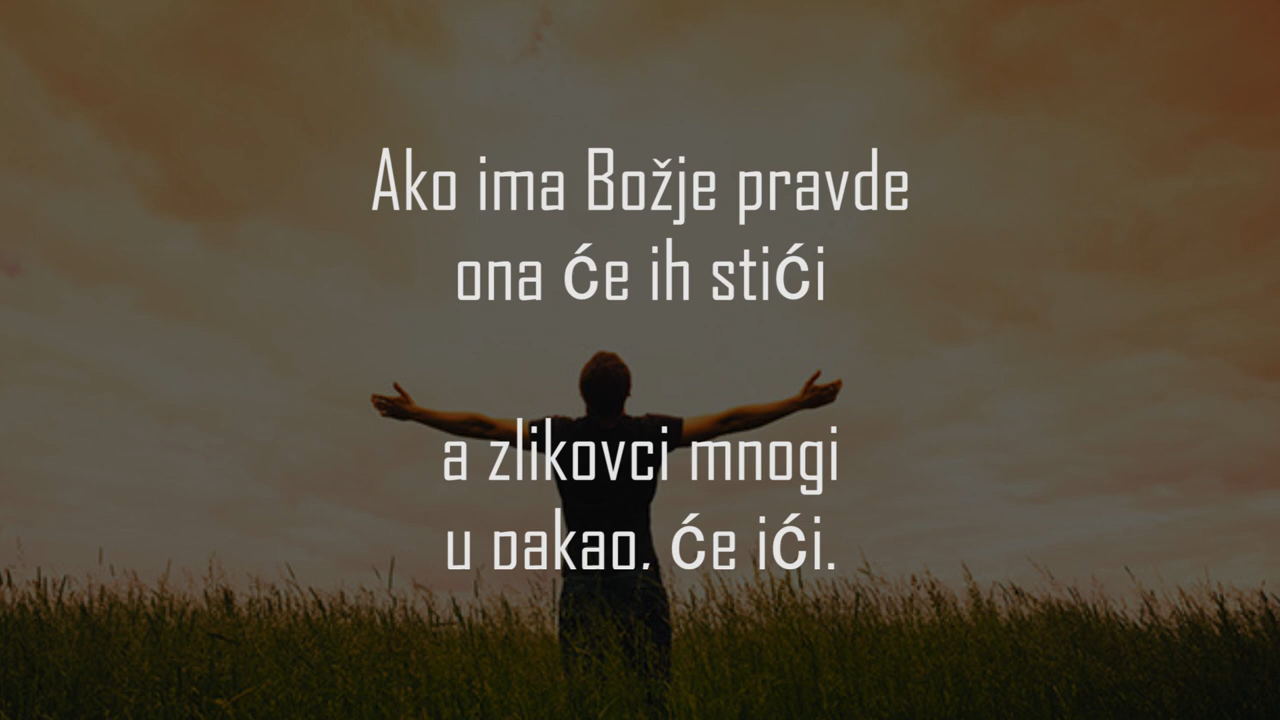 Ako ima Božje pravde
ona će ih stići
a zlikovci mnogi
u pakao, će ići.